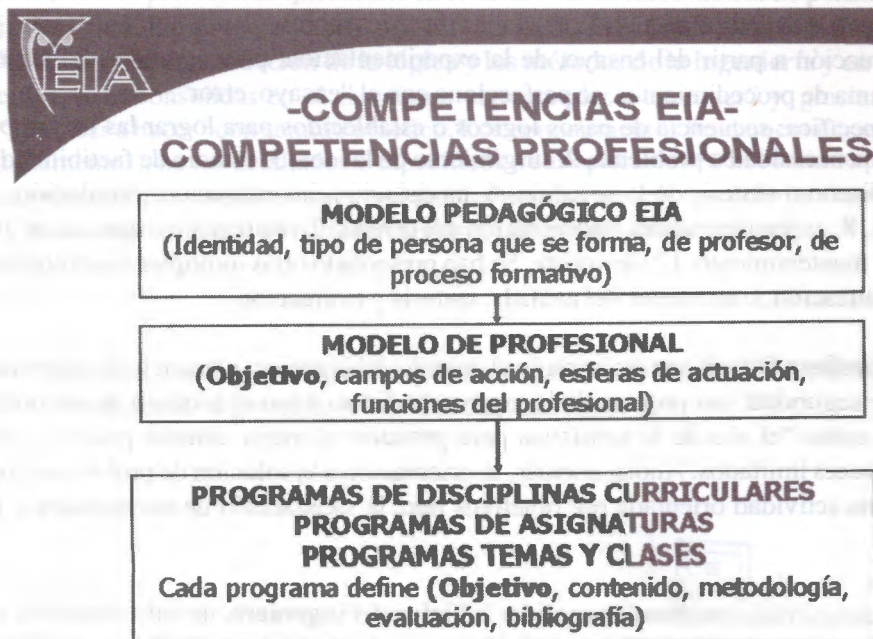 EIA
COMPETENCIAS EIA-
COMPETENCIAS PROFESIONALES
MODELO PEDAGÓGICO EIA
(Identidad, tipo de persona que se forma, de profesor, de
proceso formativo)
MODELO DE PROFESIONAL
(Objetivo, campos de acción, esferas de actuación,
funciones del profesional)
PROGRAMAS DE DISCIPLINAS CURRICULARES
PROGRAMAS DE ASIGNATURAS
PROGRAMAS TEMAS Y CLASES
Cada programa define (Objetivo, contenido, metodología,
evaluación, bibliografía)